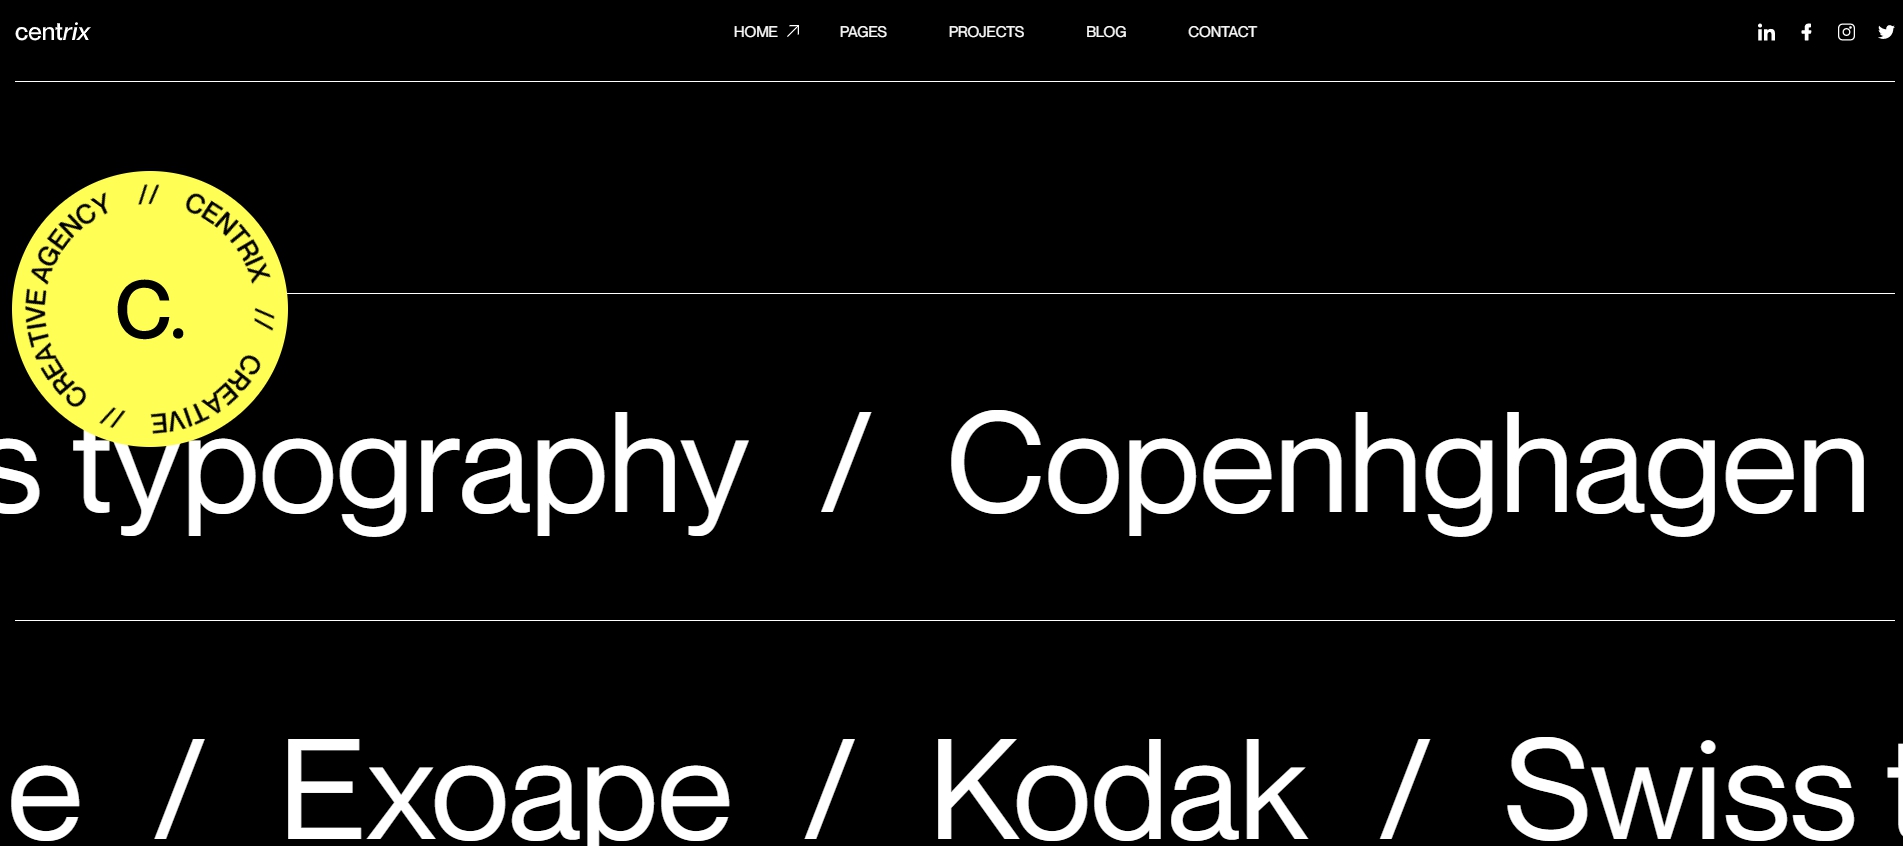 centrix
HOME PAGES PROJECTS BLOG CONTACT
CENTRIX // CREATIVE // CREATIVE AGENCY //
c.
s typography / Copenhghagen
e / Exoape / Kodak / Swiss t